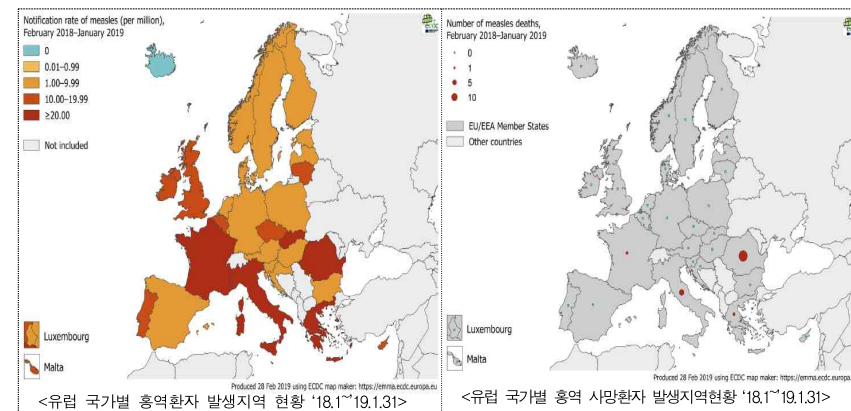 Notification rate of measles (per million),
February 2018–January 2019
0
0.01–0.99
1.00–9.99
10.00–19.99
≥20.00
Not included
Luxembourg
Malta
ecdc
Produced 28 Feb 2019 using ECDC map maker: https://emma.ecdc.europa.eu
<유럽 국가별 홍역환자 발생지역 현황 ‘18.1~’19.1.31>
Number of measles deaths,
February 2018–January 2019
0
1
5
10
EU/EEA Member States
Other countries
Luxembourg
Malta
Produced 28 Feb 2019 using ECDC map maker: https://emma.ecdc.europa.
<유럽 국가별 홍역 사망환자 발생지역현황 ‘18.1~’19.1.31>